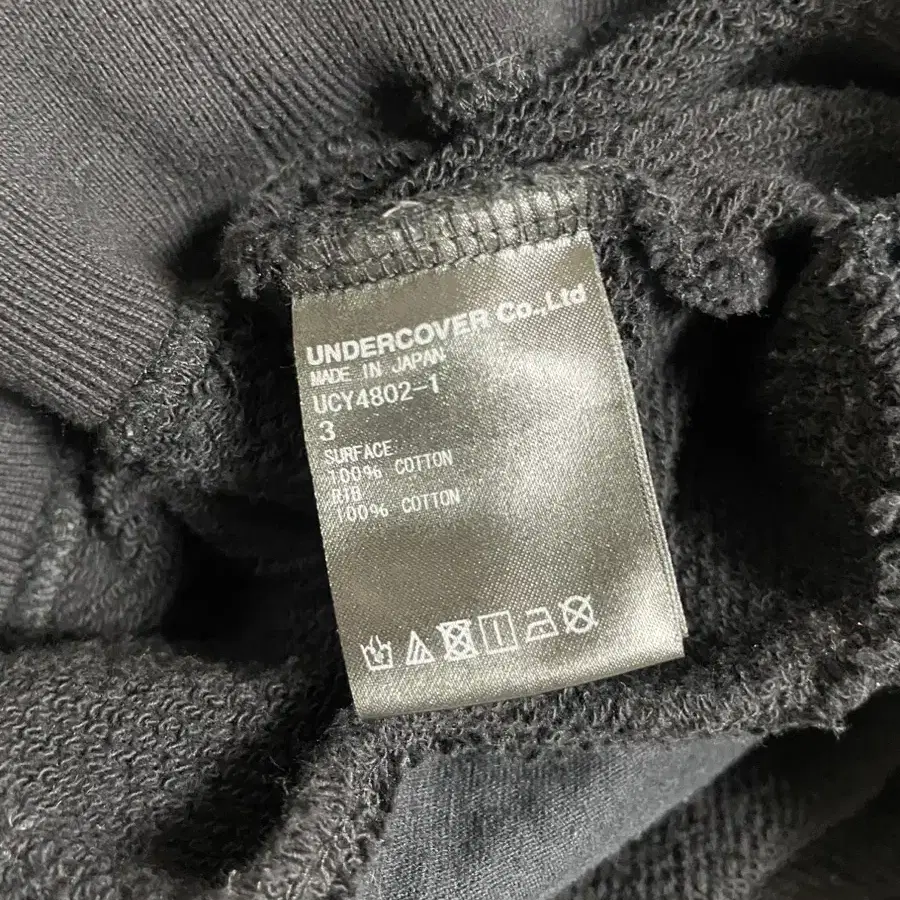 UNDERCOVER Co.,Ltd
MADE IN JAPAN
UCY4802-1
3
SURFACE
100% COTTON
RIB
100% COTTON